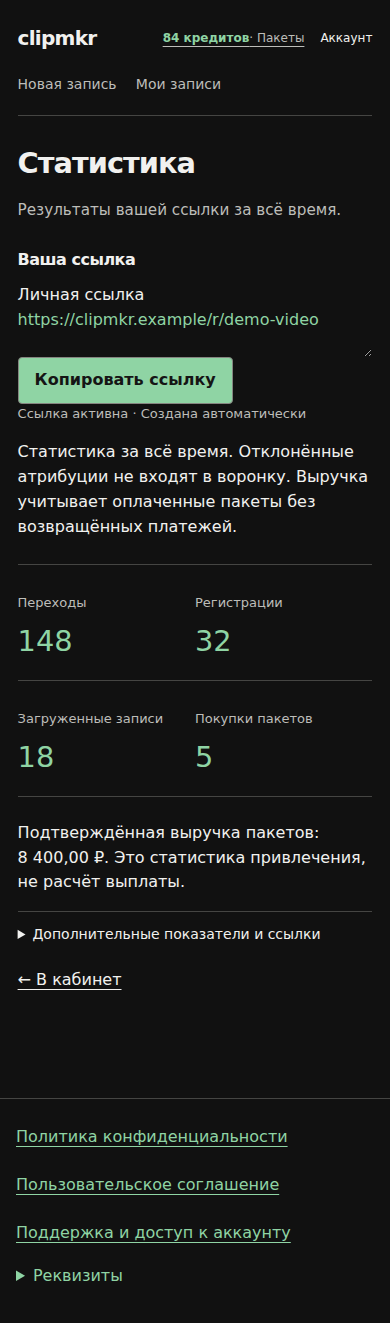 clipmkr
84 кредитов · Пакеты Аккаунт
Новая запись Мои записи
Статистика
Результаты вашей ссылки за всё время.
Ваша ссылка
Личная ссылка
https://clipmkr.example/r/demo-video
Копировать ссылку
Ссылка активна · Создана автоматически
Статистика за всё время. Отклонённые
атрибуции не входят в воронку. Выручка
учитывает оплаченные пакеты без
возвращённых платежей.
Переходы Регистрации
148 32
Загруженные записи Покупки пакетов
18 5
Подтверждённая выручка пакетов:
8 400,00 ₽. Это статистика привлечения,
не расчёт выплаты.
▶ Дополнительные показатели и ссылки
← В кабинет
Политика конфиденциальности
Пользовательское соглашение
Поддержка и доступ к аккаунту
▶ Реквизиты